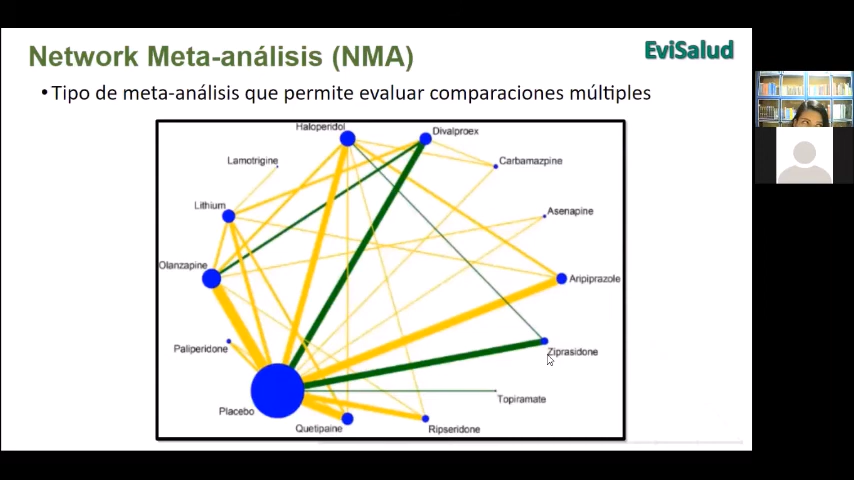 Network Meta-análisis (NMA)
EviSalud
•Tipo de meta-análisis que permite evaluar comparaciones múltiples
Haloperidol
Divalproex
Lamotrigine
Carbamazpine
Lithium
Asenapine
Olanzapine
Aripiprazole
Paliperidone
Ziprasidone
Placebo
Topiramate
Quetipaine
Ripseridone